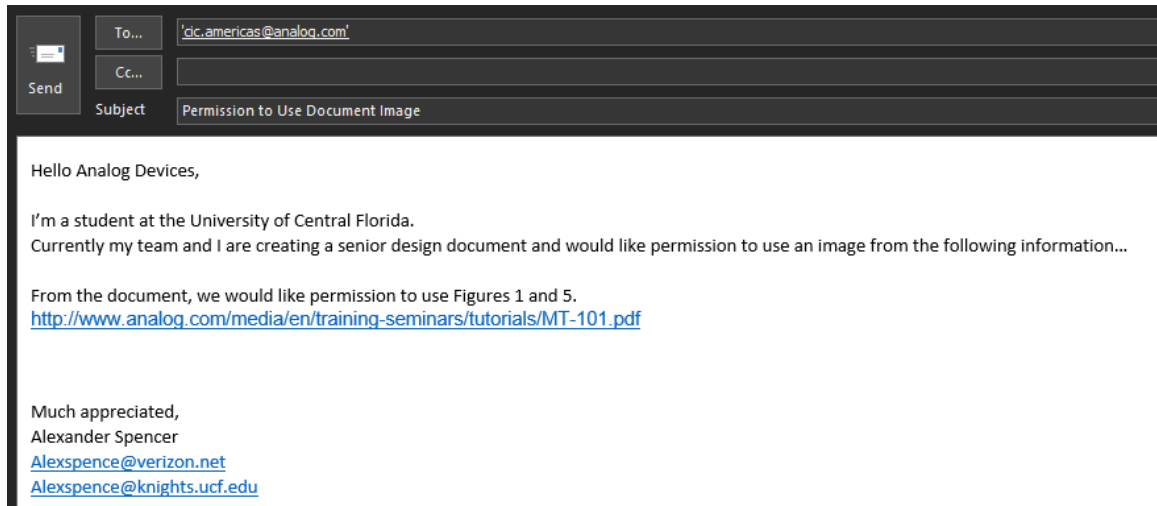 To...
'cic.americas@analog.com'
Cc...
Send
Subject
Permission to Use Document Image
Hello Analog Devices,
I'm a student at the University of Central Florida.
Currently my team and I are creating a senior design document and would like permission to use an image from the following information...
From the document, we would like permission to use Figures 1 and 5.
http://www.analog.com/media/en/training-seminars/tutorials/MT-101.pdf
Much appreciated,
Alexander Spencer
Alexspence@verizon.net
Alexspence@knights.ucf.edu